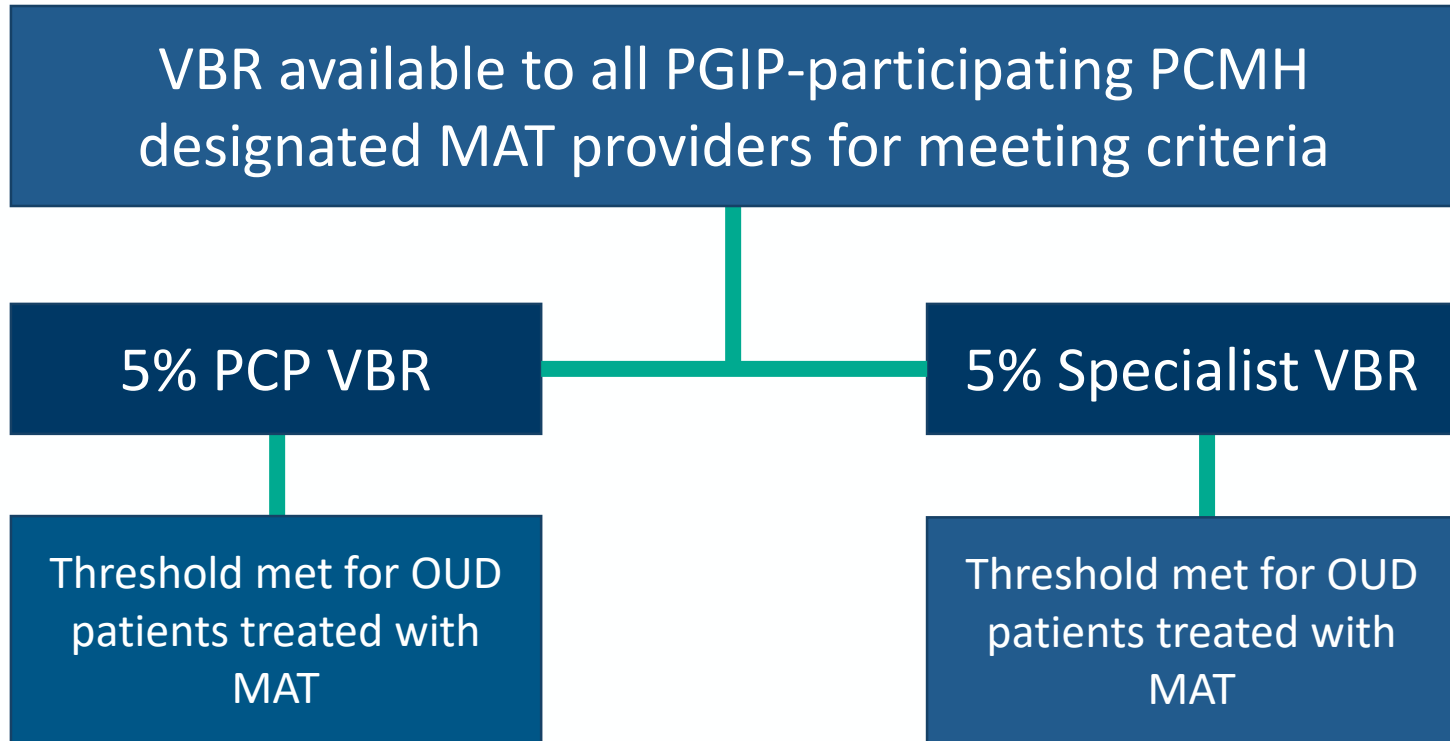 VBR available to all PGIP-participating PCMH
designated MAT providers for meeting criteria
5% PCP VBR
5% Specialist VBR
Threshold met for OUD
patients treated with
MAT
Threshold met for OUD
patients treated with
MAT